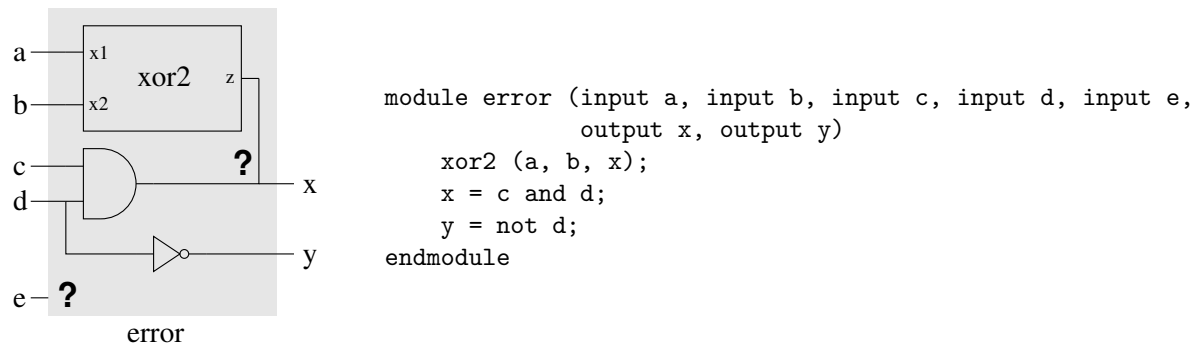 a
x1
xor2
z
b
x2
c
?
x
d
y
e
?
error
module error (input a, input b, input c, input d, input e,
output x, output y)
xor2 (a, b, x);
x = c and d;
y = not d;
endmodule